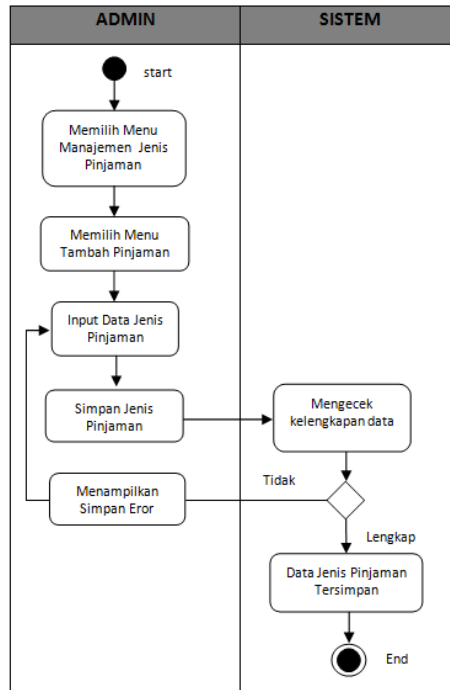 ADMIN
SISTEM
start
Memilih Menu
Manajemen Jenis
Pinjaman
Memilih Menu
Tambah Pinjaman
Input Data Jenis
Pinjaman
Simpan Jenis
Pinjaman
Mengecek
kelengkapan data
Tidak
Menampilkan
Simpan Eror
Lengkap
Data Jenis Pinjaman
Tersimpan
End